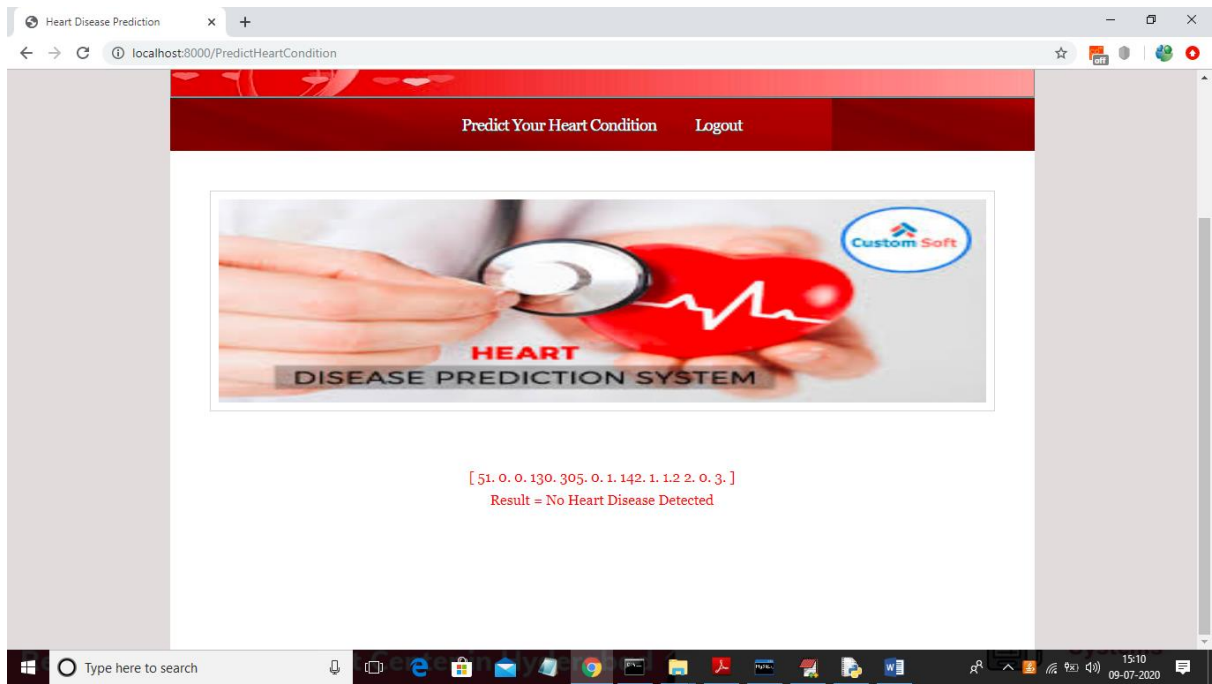 Heart Disease Prediction
localhost:8000/PredictHeartCondition
off
Predict Your Heart Condition Logout
Custom Soft
HEART
DISEASE PREDICTION SYSTEM
[ 51. 0. 0. 130. 305. 0. 1. 142. 1. 1.2 2. 0. 3. ]
Result = No Heart Disease Detected
Systems
Type here to search
15:10
09-07-2020